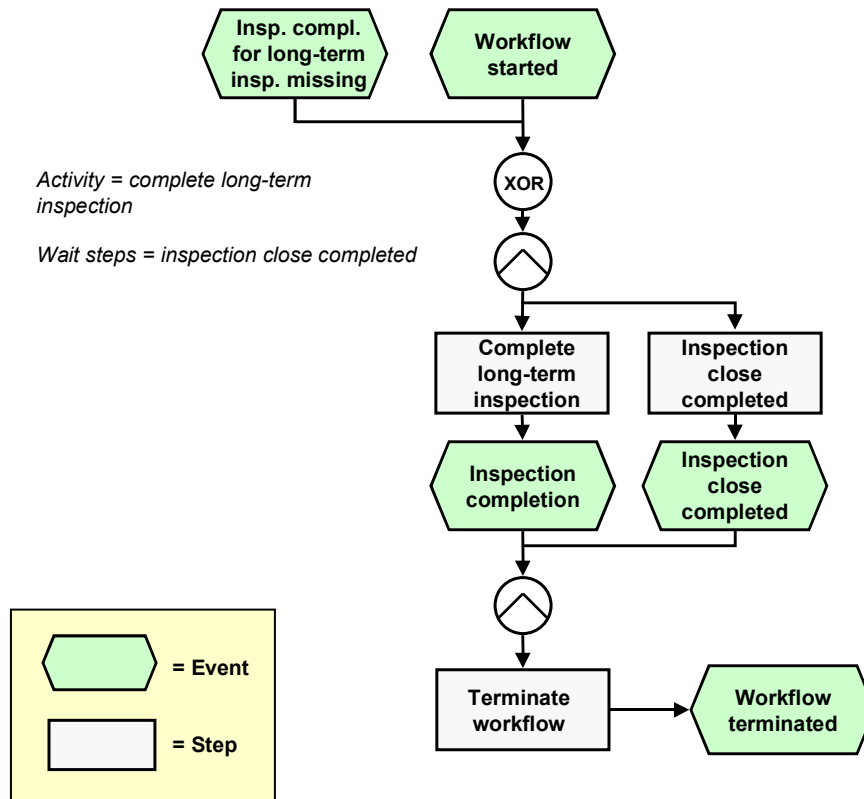 Insp. compl.
for long-term
insp. missing
Workflow
started
Activity = complete long-term
inspection
XOR
Wait steps = inspection close completed
Complete
long-term
inspection
Inspection
close
completed
Inspection
completion
Inspection
close
completed
= Event
= Step
Terminate
workflow
Workflow
terminated